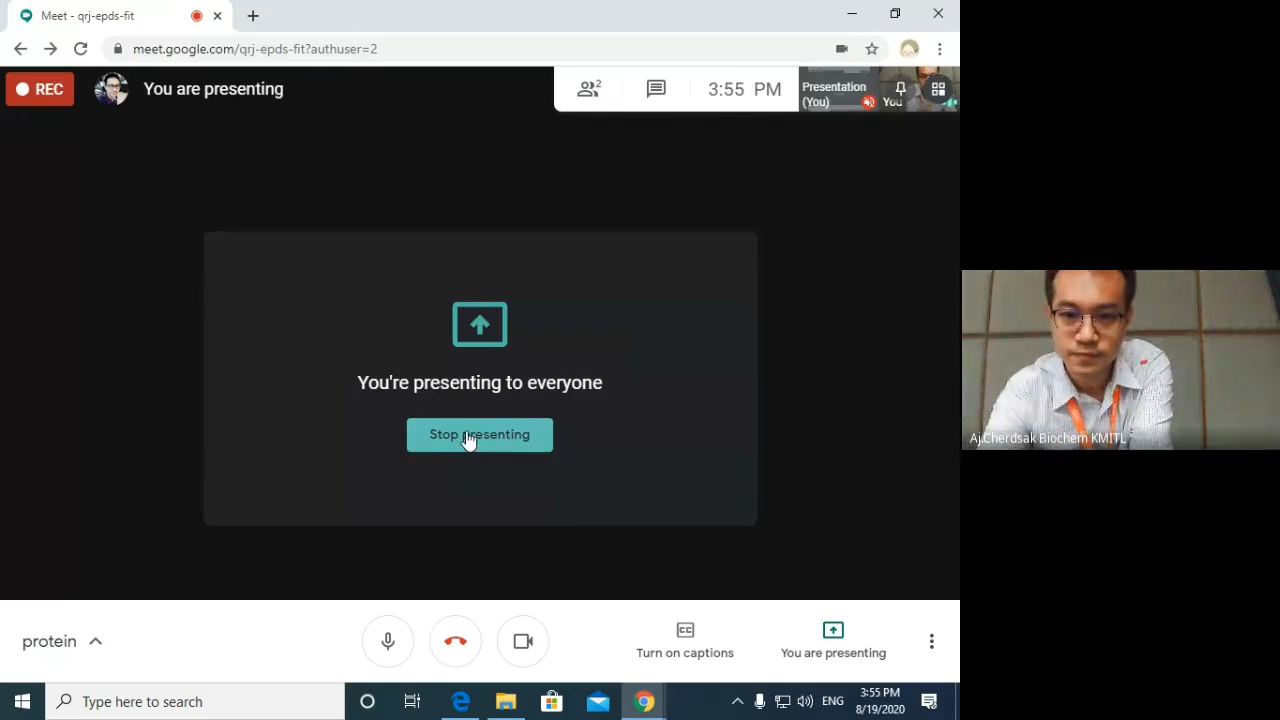 Meet - qrj-epds-fit
meet.google.com/qrj-epds-fit?authuser=2
REC
You are presenting
2
3:55 PM
Presentation
(You)
You
You're presenting to everyone
Stop presenting
Aj.Cherdsak Biochem KMITL
protein
Turn on captions
You are presenting
Type here to search
ENG
3:55 PM
8/19/2020